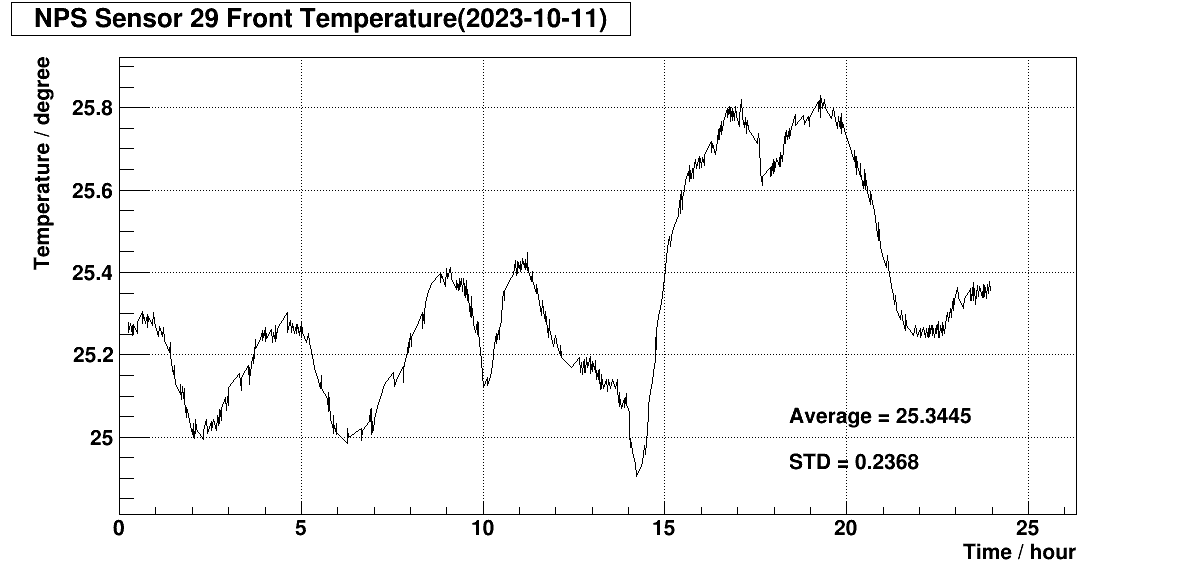 NPS Sensor 29 Front Temperature(2023-10-11)
Temperature / degree
25.8
25.6
25.4
25.2
25
Average = 25.3445
STD = 0.2368
0 5 10 15 20 25
Time / hour